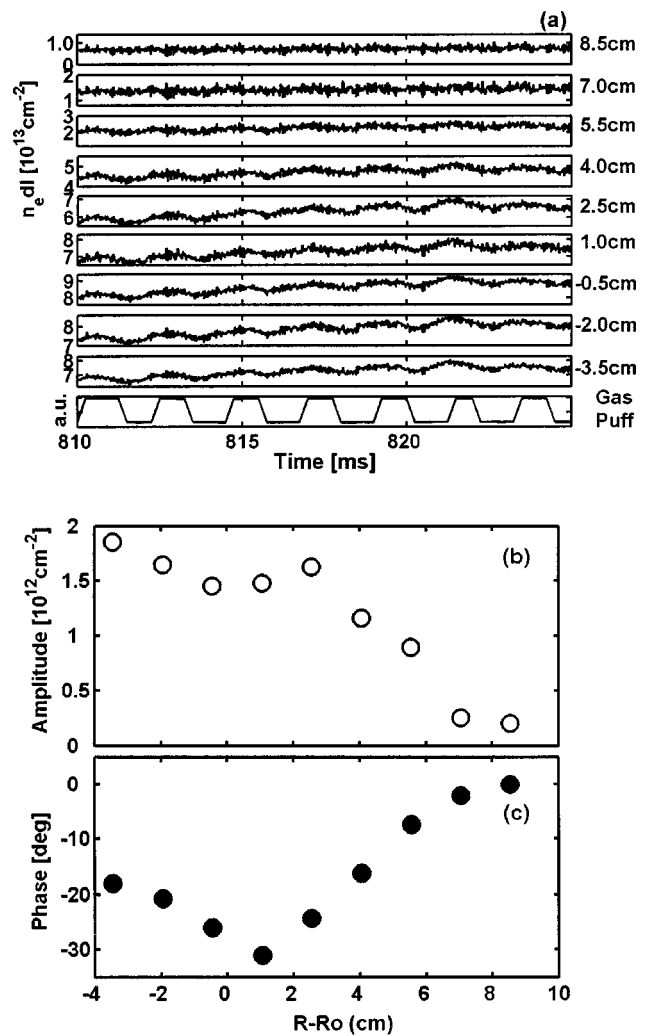 (a)
1.0
0
8.5cm
2
1
7.0cm
3
2
5.5cm
5
4
4.0cm
7
6
2.5cm
8
7
1.0cm
9
8
-0.5cm
8
7
-2.0cm
8
7
-3.5cm
n_e dl [10^13 cm^-2]
a.u.
Gas
Puff
810
815
820
Time [ms]
(b)
2
1.5
1
0.5
0
Amplitude [10^12 cm^-2]
(c)
0
-10
-20
-30
Phase [deg]
-4
-2
0
2
4
6
8
10
R-Ro (cm)